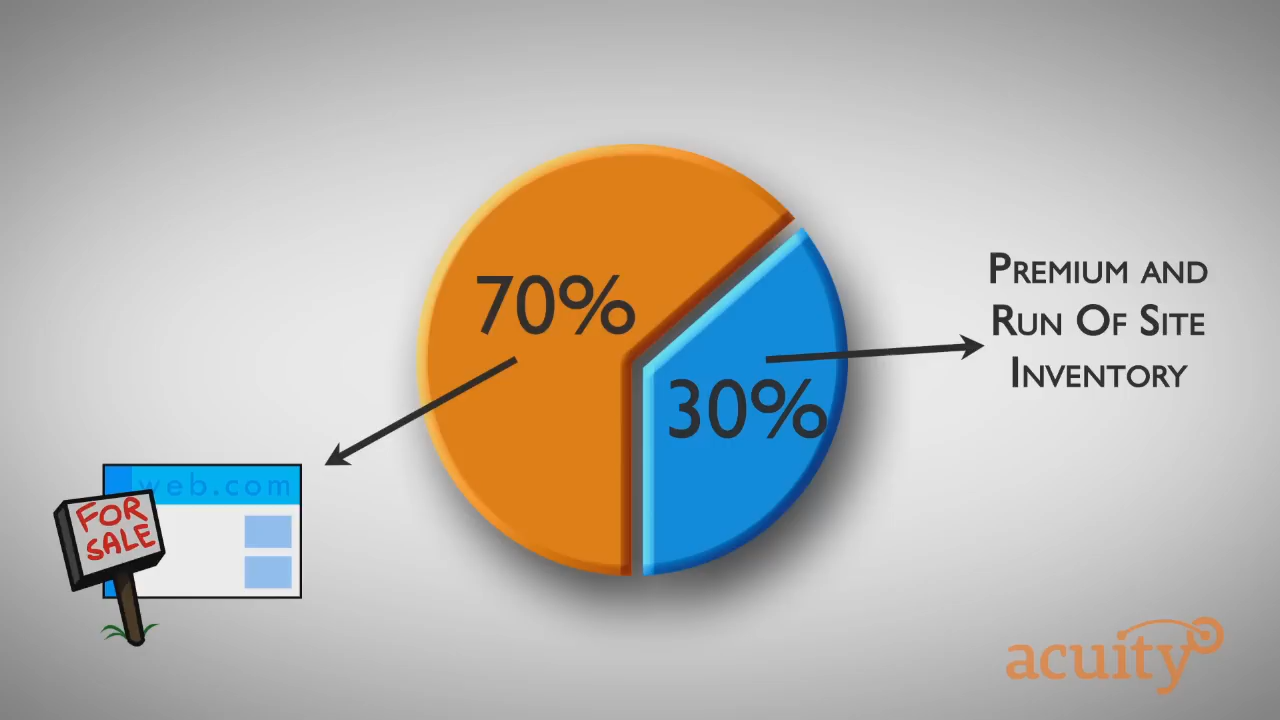 70%
30%
PREMIUM AND
RUN OF SITE
INVENTORY
web.com
FOR
SALE
acuity